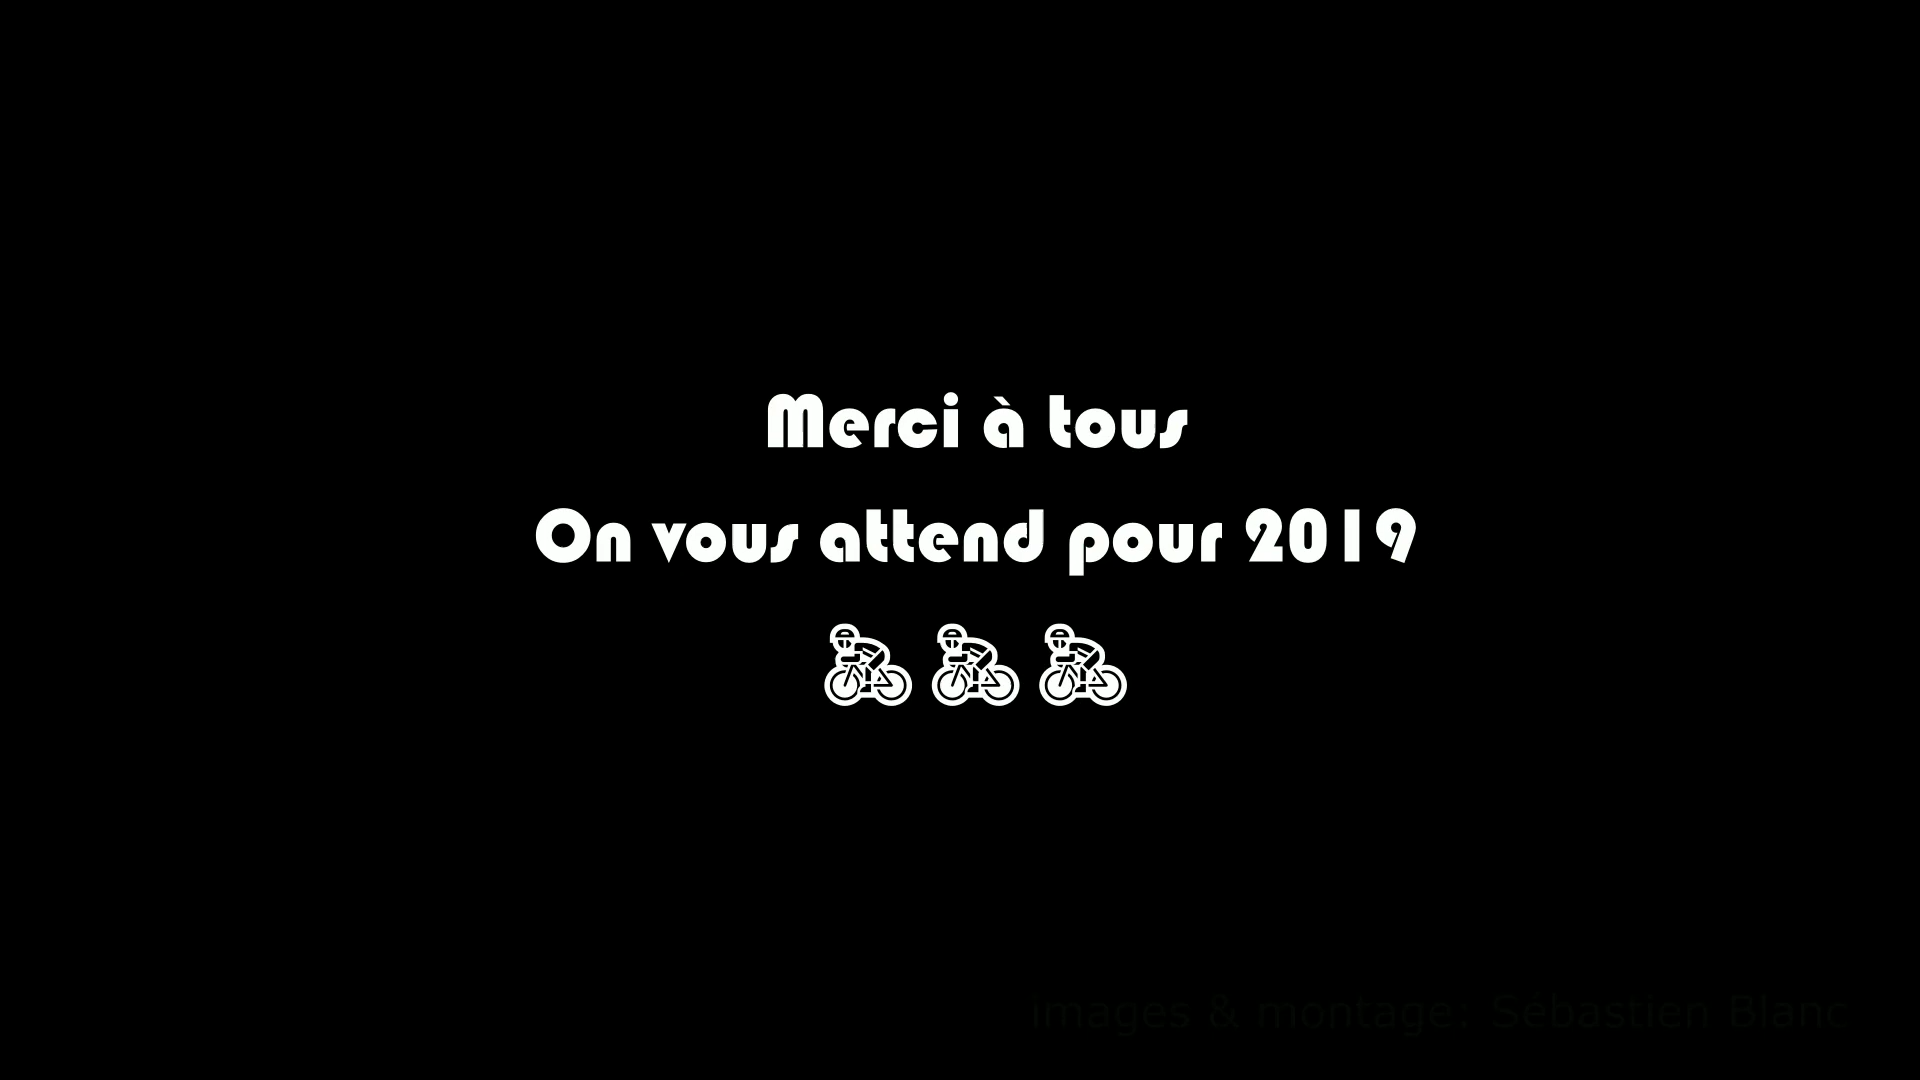 Merci à tous
On vous attend pour 2019
images & montage: Sébastien Blanc